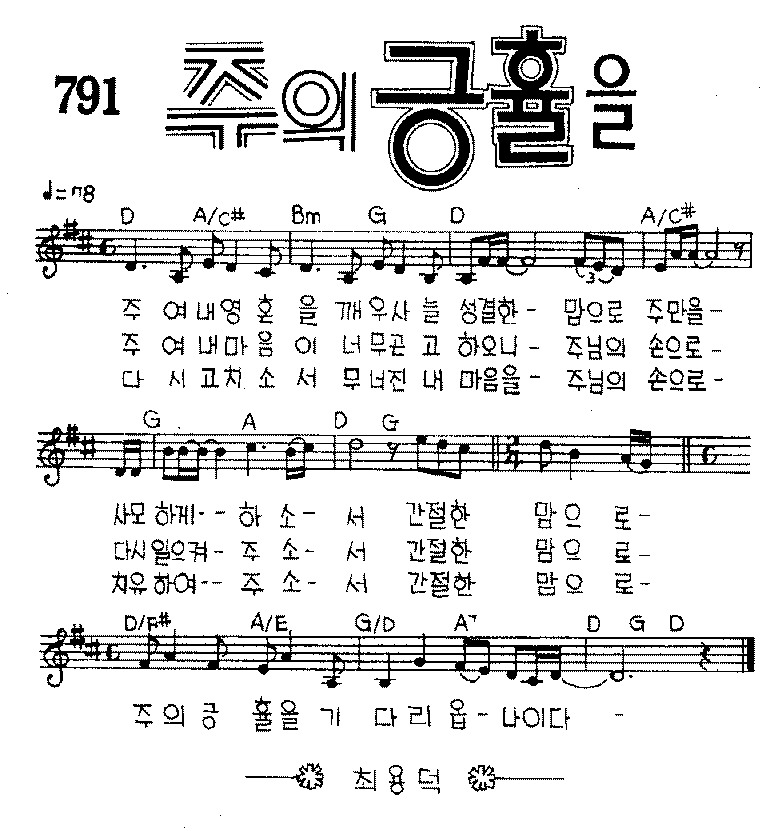 791 주의 긍휼을
♩=78
D A/C# Bm G D A/C#
주 여 내 영 혼 을 깨 우 사 늘 성결한- 맘으로 주만을-
주 여 내 마 음 이 너 무 곤 고 하오니- 주님의 손으로-
다 시 고 치 소 서 무 너 진 내 마음을- 주님의 손으로-
G A D G
사모하게-- 하 소- 서 간절한 맘으 로-
다시일으켜- 주 소- 서 간절한 맘으 로-
치유하여-- 주 소- 서 간절한 맘으 로-
D/F# A/E G/D A7 D G D
주 의 긍 휼 을 기 다 리 옵- 나이다 -
최 용 덕